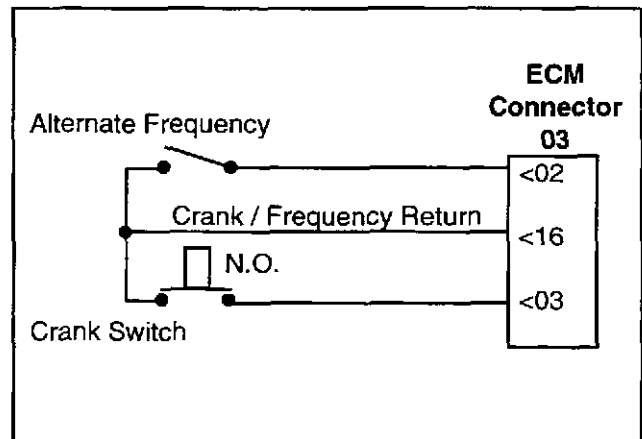 ECM
Connector
03
Alternate Frequency
<02
Crank / Frequency Return
<16
N.O.
<03
Crank Switch